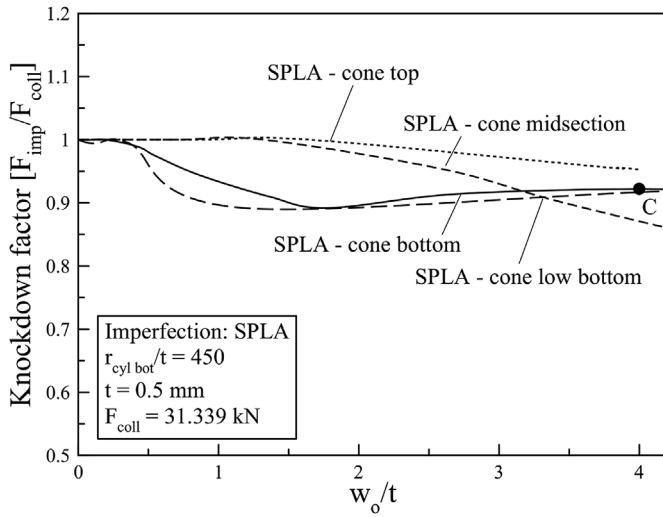 1.2
1.1
1
0.9
0.8
0.7
0.6
0.5
Knockdown factor [F_imp/F_coll]
SPLA - cone top
SPLA - cone midsection
C
SPLA - cone bottom
SPLA - cone low bottom
Imperfection: SPLA
r_cyl bot/t = 450
t = 0.5 mm
F_coll = 31.339 kN
0
1
2
3
4
w_o/t